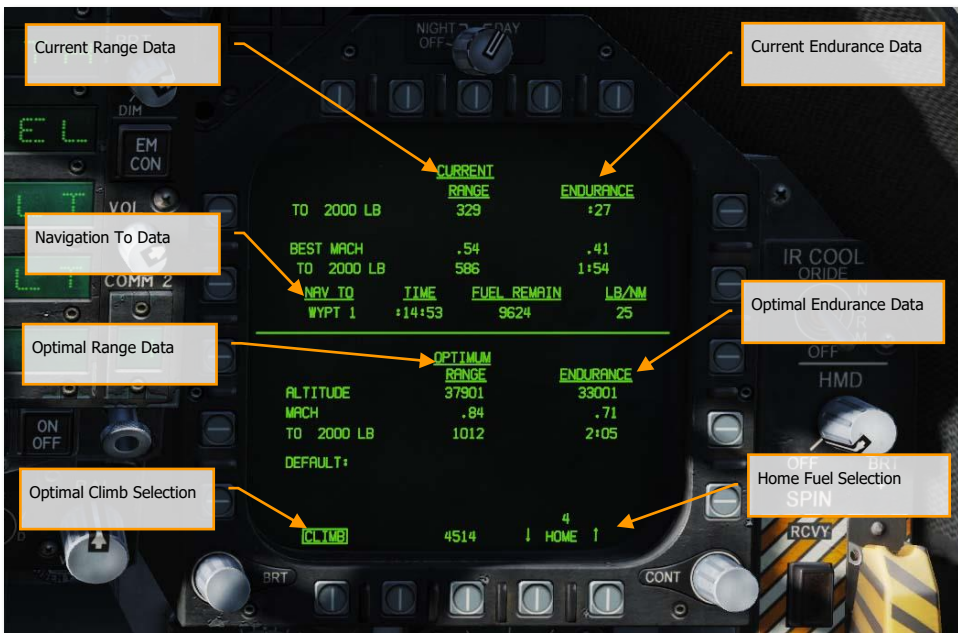 NIGHT DAY
OFF
Current Range Data
Current Endurance Data
BRT
DIM
EL
EM
CON
CURRENT
RANGE ENDURANCE
TO 2000 LB 329 :27
VOL
Navigation To Data
BEST MACH .54 .41
TO 2000 LB 586 1:54
COMM 2
IR COOL
ORIDE
NAV TO TIME FUEL REMAIN LB/NM
WYPT 1 :14:53 9624 25
Optimal Endurance Data
Optimal Range Data
OFF
HMD
OPTIMUM
RANGE ENDURANCE
ALTITUDE 37901 33001
MACH .84 .71
TO 2000 LB 1012 2:05
ON
OFF
DEFAULT:
OFF BRT
Optimal Climb Selection
Home Fuel Selection
SPIN
RCVY
4
CLIMB 4514 ↓ HOME ↑
BRT
CONT